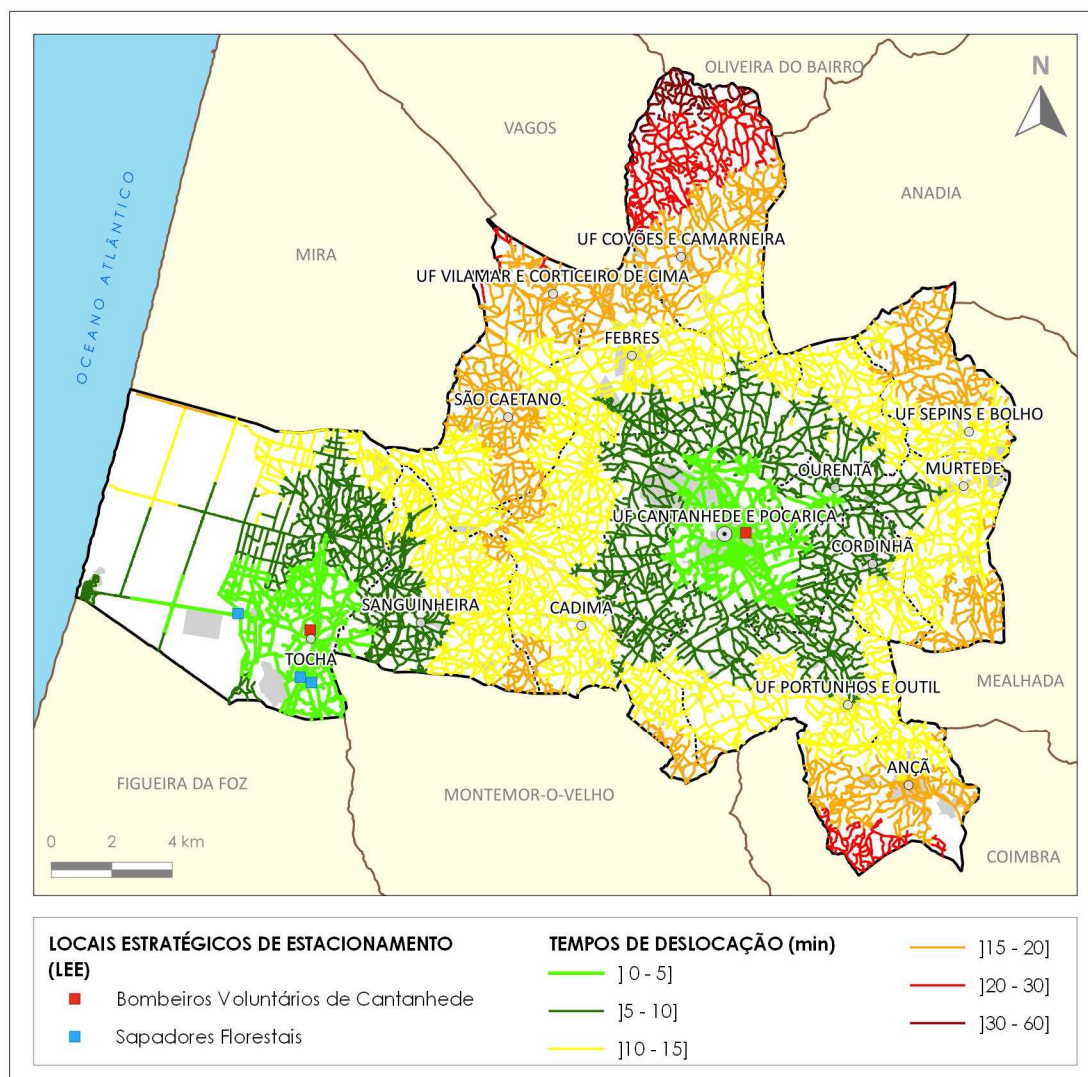 OLIVEIRA DO BAIRRO
N
VAGOS
ANADIA
OCEANO ATLÂNTICO
MIRA
UF COVÕES E CAMARNEIRA
UF VILAMAR E CORTICEIRO DE CIMA
FEBRES
SÃO CAETANO
UF SEPINS E BOLHO
OURENTÃ
MURTEDE
UF CANTANHEDE E POCARIÇA
CORDINHÃ
SANGUINHEIRA
CADIMA
TOCHA
MEALHADA
UF PORTUNHOS E OUTIL
ANÇÃ
FIGUEIRA DA FOZ
MONTEMOR-O-VELHO
COIMBRA
0 2 4 km
LOCAIS ESTRATÉGICOS DE ESTACIONAMENTO
(LEE)
Bombeiros Voluntários de Cantanhede
Sapadores Florestais
TEMPOS DE DESLOCAÇÃO (min)
] 0 - 5]
]5 - 10]
]10 - 15]
]15 - 20]
]20 - 30]
]30 - 60]